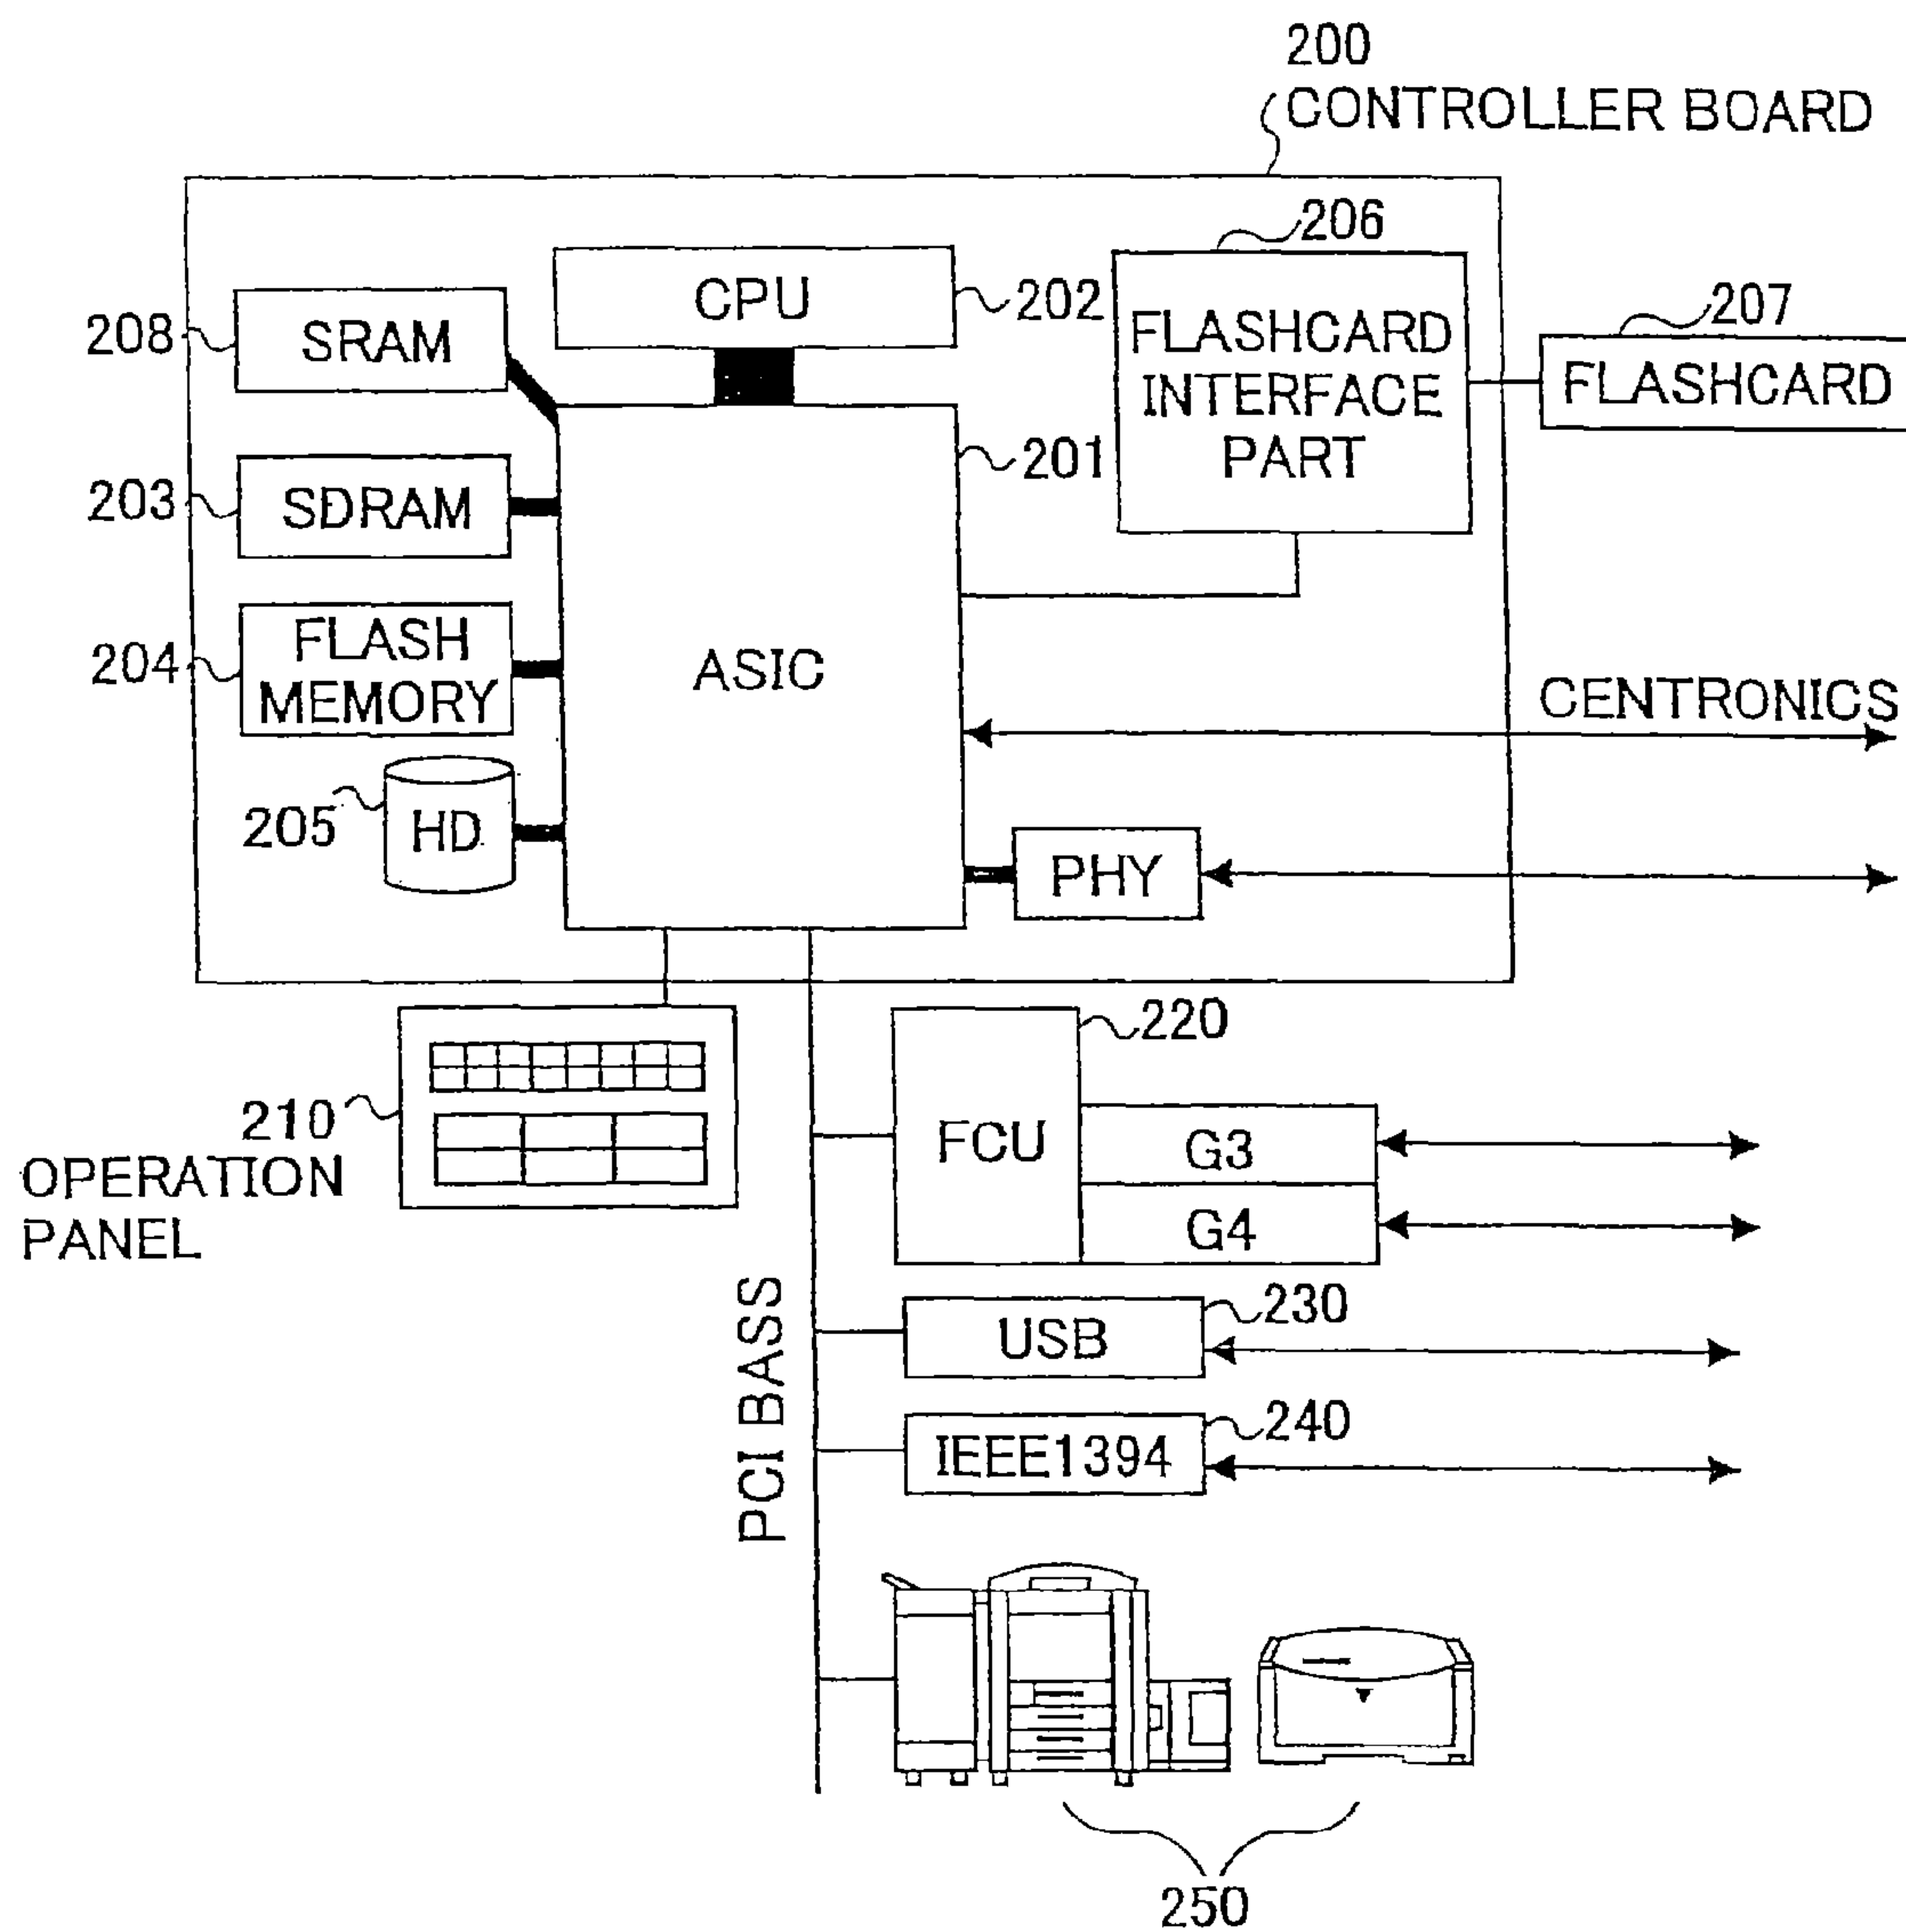 200
CONTROLLER BOARD
206
CPU
202
207
208
SRAM
FLASHCARD
INTERFACE
PART
FLASHCARD
201
203
SDRAM
204
FLASH
MEMORY
ASIC
CENTRONICS
205
HD
PHY
220
210
OPERATION
PANEL
FCU
G3
G4
PCI BASS
230
USB
240
IEEE1394
250